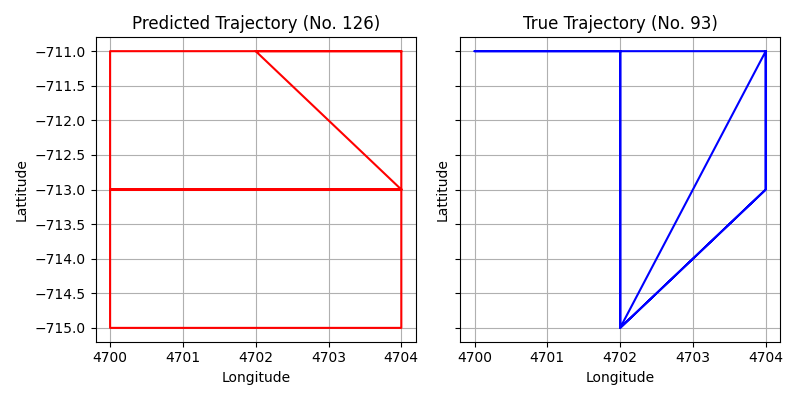 Predicted Trajectory (No. 126)
True Trajectory (No. 93)
Lattitude
−711.0
−711.5
−712.0
−712.5
−713.0
−713.5
−714.0
−714.5
−715.0
4700 4701 4702 4703 4704
Longitude
Lattitude
4700 4701 4702 4703 4704
Longitude